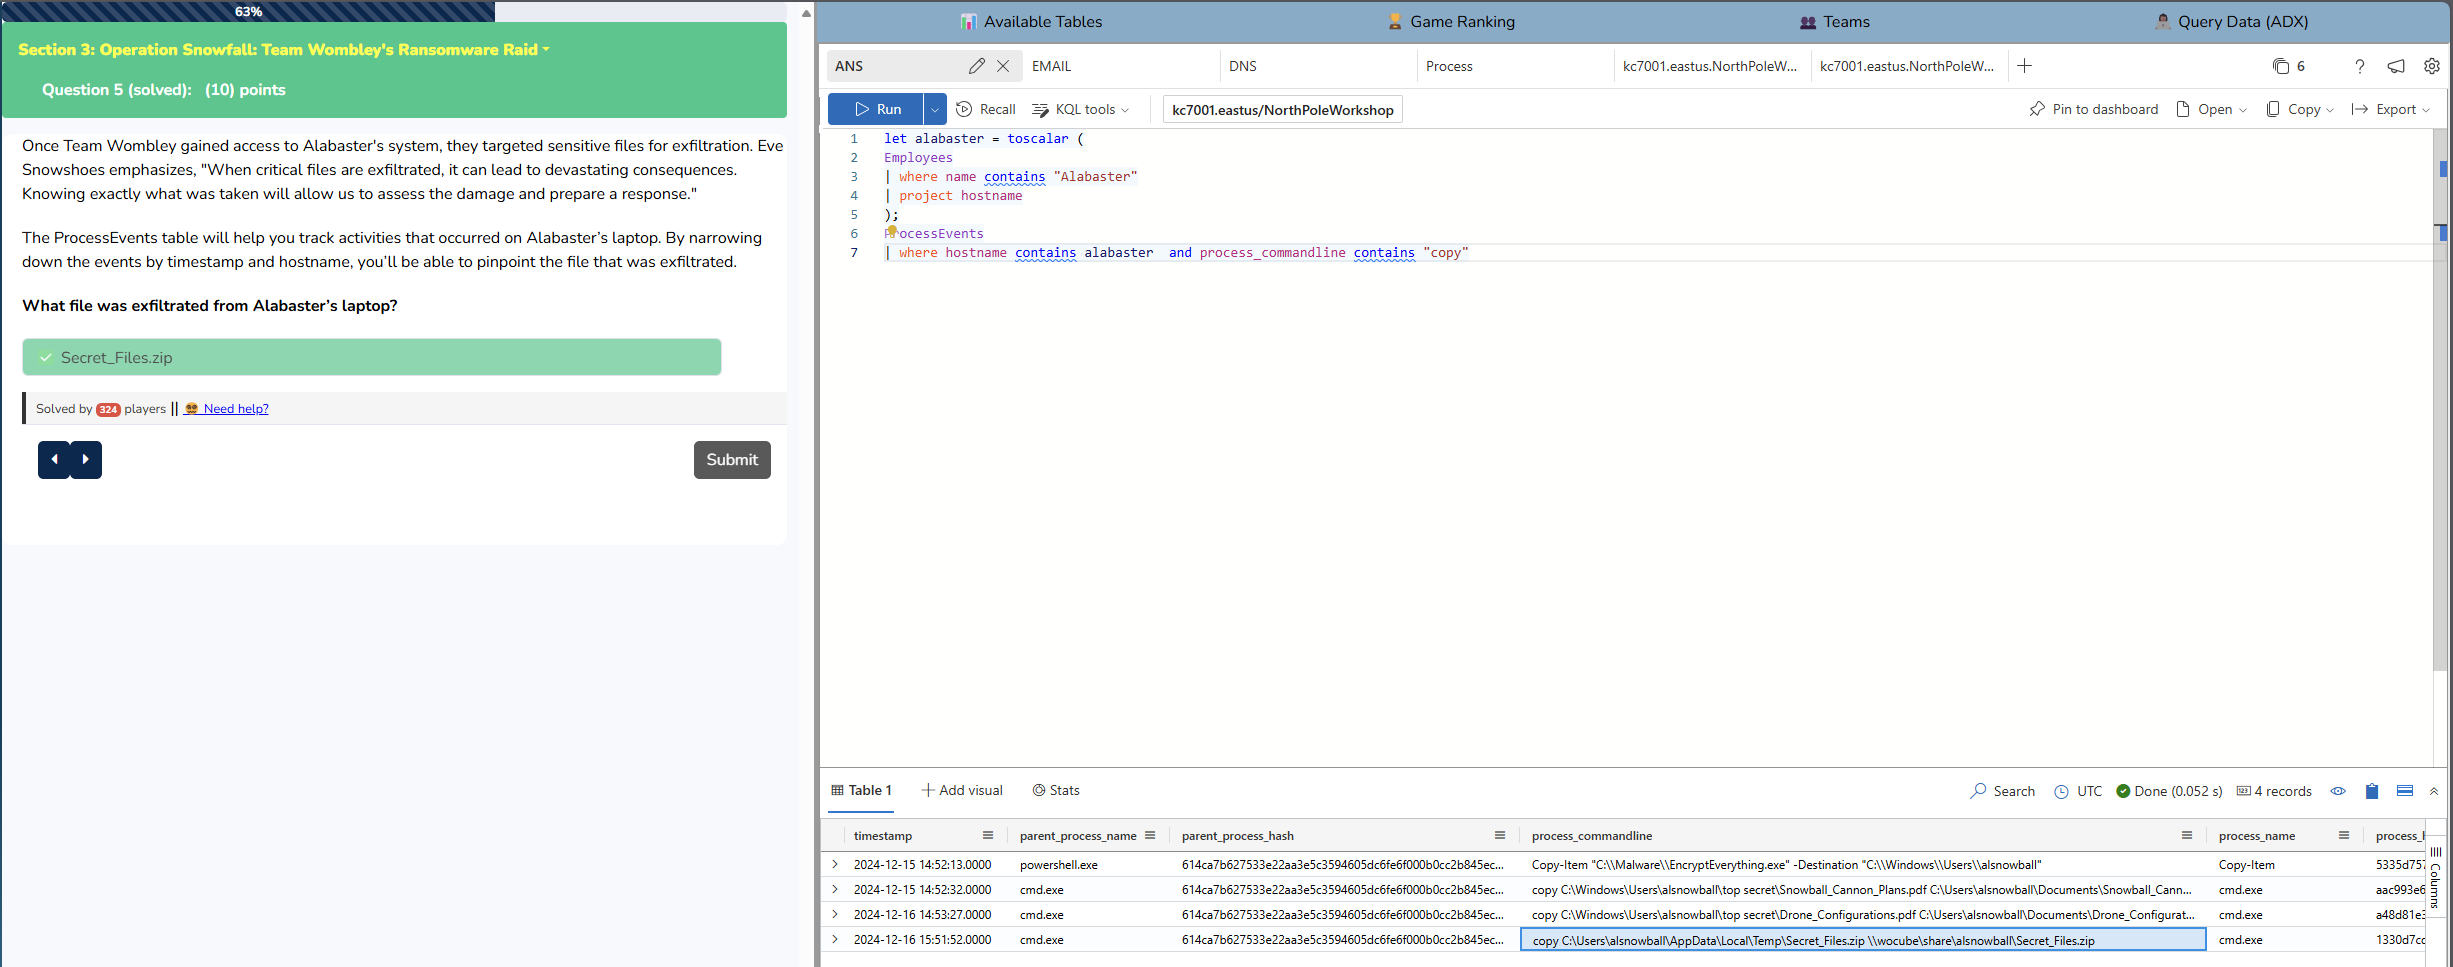 63%
Section 3: Operation Snowfall: Team Wombley's Ransomware Raid
Question 5 (solved): (10) points
Once Team Wombley gained access to Alabaster's system, they targeted sensitive files for exfiltration. Eve
Snowshoes emphasizes, "When critical files are exfiltrated, it can lead to devastating consequences.
Knowing exactly what was taken will allow us to assess the damage and prepare a response."
The ProcessEvents table will help you track activities that occurred on Alabaster’s laptop. By narrowing
down the events by timestamp and hostname, you’ll be able to pinpoint the file that was exfiltrated.
What file was exfiltrated from Alabaster’s laptop?
Secret_Files.zip
Solved by 324 players || Need help?
Submit
Available Tables Game Ranking Teams Query Data (ADX)
ANS EMAIL DNS Process kc7001.eastus.NorthPoleW... kc7001.eastus.NorthPoleW... 6
Run Recall KQL tools kc7001.eastus/NorthPoleWorkshop Pin to dashboard Open Copy Export
1 let alabaster = toscalar (
2 Employees
3 | where name contains "Alabaster"
4 | project hostname
5 );
6 ProcessEvents
7 | where hostname contains alabaster  and process_commandline contains "copy"
Table 1 Add visual Stats Search UTC Done (0.052 s) 4 records
timestamp parent_process_name parent_process_hash process_commandline process_name process_h
2024-12-15 14:52:13.0000 powershell.exe 614ca7b627533e22aa3e5c3594605dc6fe6f000b0cc2b845ec... Copy-Item "C:\\Malware\\EncryptEverything.exe" -Destination "C:\\Windows\\Users\\alsnowball" Copy-Item 5335d757
2024-12-15 14:52:32.0000 cmd.exe 614ca7b627533e22aa3e5c3594605dc6fe6f000b0cc2b845ec... copy C:\Windows\Users\alsnowball\top secret\Snowball_Cannon_Plans.pdf C:\Users\alsnowball\Documents\Snowball_Cann... cmd.exe aac993e6
2024-12-16 14:53:27.0000 cmd.exe 614ca7b627533e22aa3e5c3594605dc6fe6f000b0cc2b845ec... copy C:\Windows\Users\alsnowball\top secret\Drone_Configurations.pdf C:\Users\alsnowball\Documents\Drone_Configurat... cmd.exe a48d81e3
2024-12-16 15:51:52.0000 cmd.exe 614ca7b627533e22aa3e5c3594605dc6fe6f000b0cc2b845ec... copy C:\Users\alsnowball\AppData\Local\Temp\Secret_Files.zip \\wocube\share\alsnowball\Secret_Files.zip cmd.exe 1330d7cc
Columns